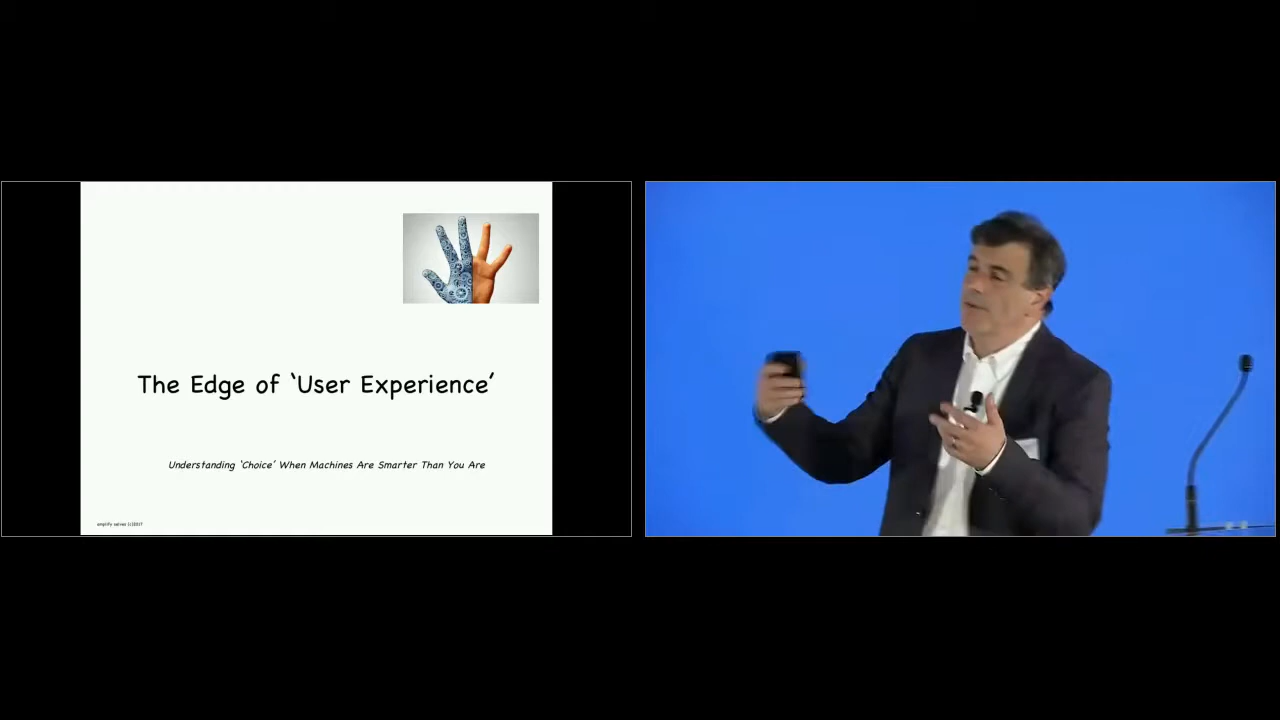 The Edge of ‘User Experience’
Understanding ‘Choice’ When Machines Are Smarter Than You Are